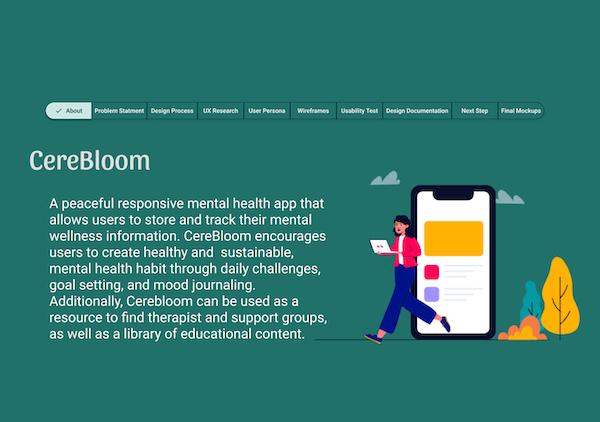 About Problem Statment Design Process UX Research User Persona Wireframes Usability Test Design Documentation Next Step Final Mockups
CereBloom
A peaceful responsive mental health app that
allows users to store and track their mental
wellness information. CereBloom encourages
users to create healthy and sustainable,
mental health habit through daily challenges,
goal setting, and mood journaling.
Additionally, Cerebloom can be used as a
resource to find therapist and support groups,
as well as a library of educational content.